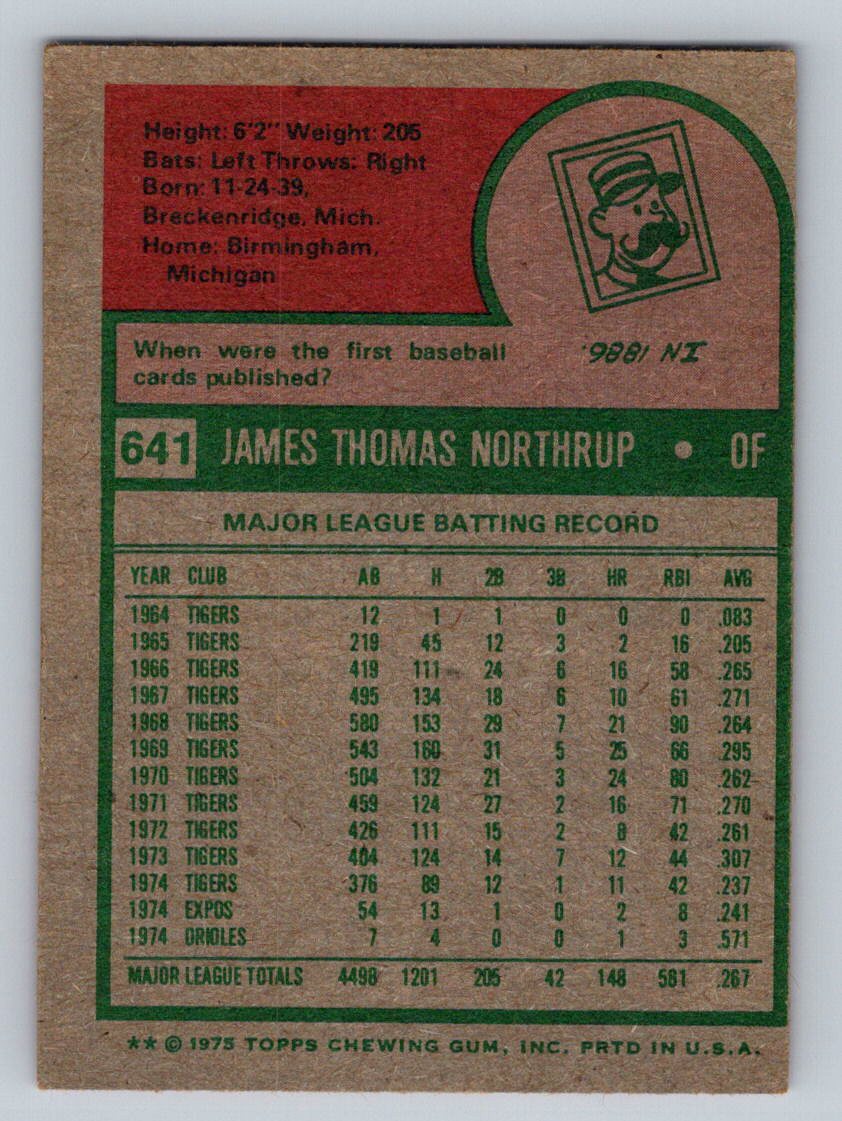 Height: 6'2" Weight: 205
Bats: Left Throws: Right
Born: 11-24-39,
Breckenridge, Mich.
Home: Birmingham,
Michigan
When were the first baseball
cards published?
IN 1886.
641 JAMES THOMAS NORTHRUP • OF
MAJOR LEAGUE BATTING RECORD
YEAR CLUB AB H 2B 3B HR RBI AVG
1964 TIGERS 12 1 1 0 0 0 .083
1965 TIGERS 219 45 12 3 2 16 .205
1966 TIGERS 419 111 24 6 16 58 .265
1967 TIGERS 495 134 18 6 10 61 .271
1968 TIGERS 580 153 29 7 21 90 .264
1969 TIGERS 543 160 31 5 25 66 .295
1970 TIGERS 504 132 21 3 24 80 .262
1971 TIGERS 459 124 27 2 16 71 .270
1972 TIGERS 426 111 15 2 8 42 .261
1973 TIGERS 404 124 14 7 12 44 .307
1974 TIGERS 376 89 12 1 11 42 .237
1974 EXPOS 54 13 1 0 2 8 .241
1974 ORIOLES 7 4 0 0 1 3 .571
MAJOR LEAGUE TOTALS 4498 1201 205 42 148 581 .267
** © 1975 TOPPS CHEWING GUM, INC. PRTD IN U.S.A.